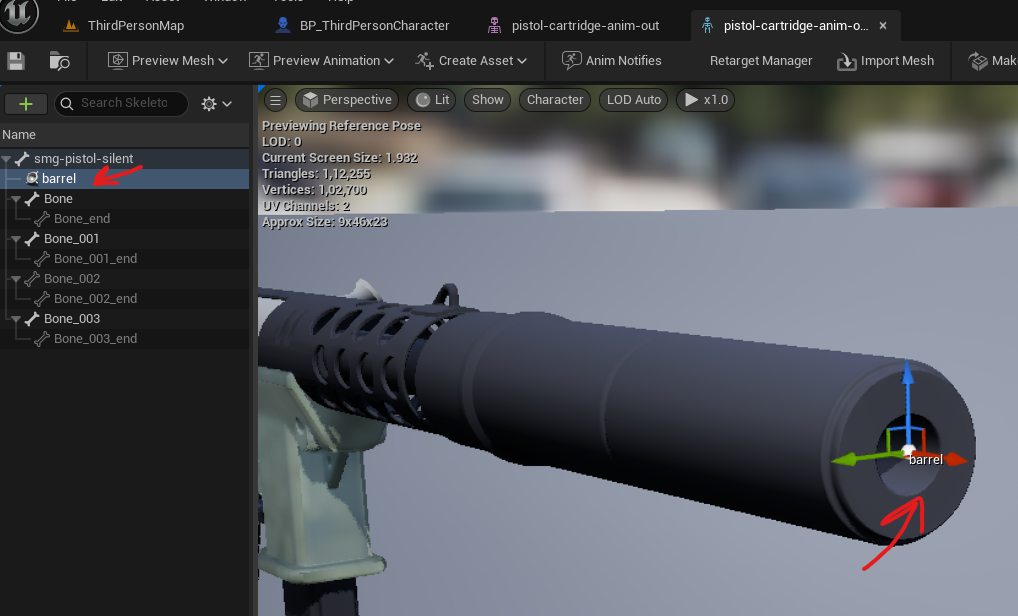 ThirdPersonMap
BP_ThirdPersonCharacter
pistol-cartridge-anim-out
pistol-cartridge-anim-o...
Preview Mesh
Preview Animation
Create Asset
Anim Notifies
Retarget Manager
Import Mesh
Mak
Search Skeleto
Perspective
Lit
Show
Character
LOD Auto
x1.0
Name
Previewing Reference Pose
LOD: 0
Current Screen Size: 1.932
Triangles: 1,12,255
Vertices: 1,02,700
UV Channels: 2
Approx Size: 9x46x23
smg-pistol-silent
barrel
Bone
Bone_end
Bone_001
Bone_001_end
Bone_002
Bone_002_end
Bone_003
Bone_003_end
barrel